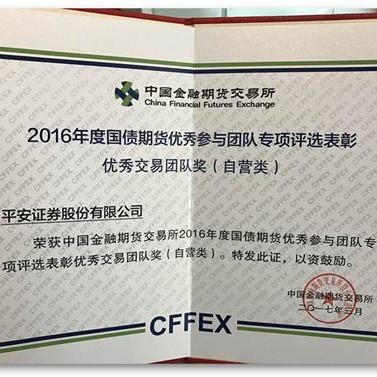 中国金融期货交易所
China Financial Futures Exchange
2016年度国债期货优秀参与团队专项评选表彰
优秀交易团队奖（自营类）
平安证券股份有限公司
荣获中国金融期货交易所2016年度国债期货优秀参与团队专
项评选表彰优秀交易团队奖（自营类）。特发此证，以资鼓励。
中国金融期货交易所
二〇一七年三月
CFFEX